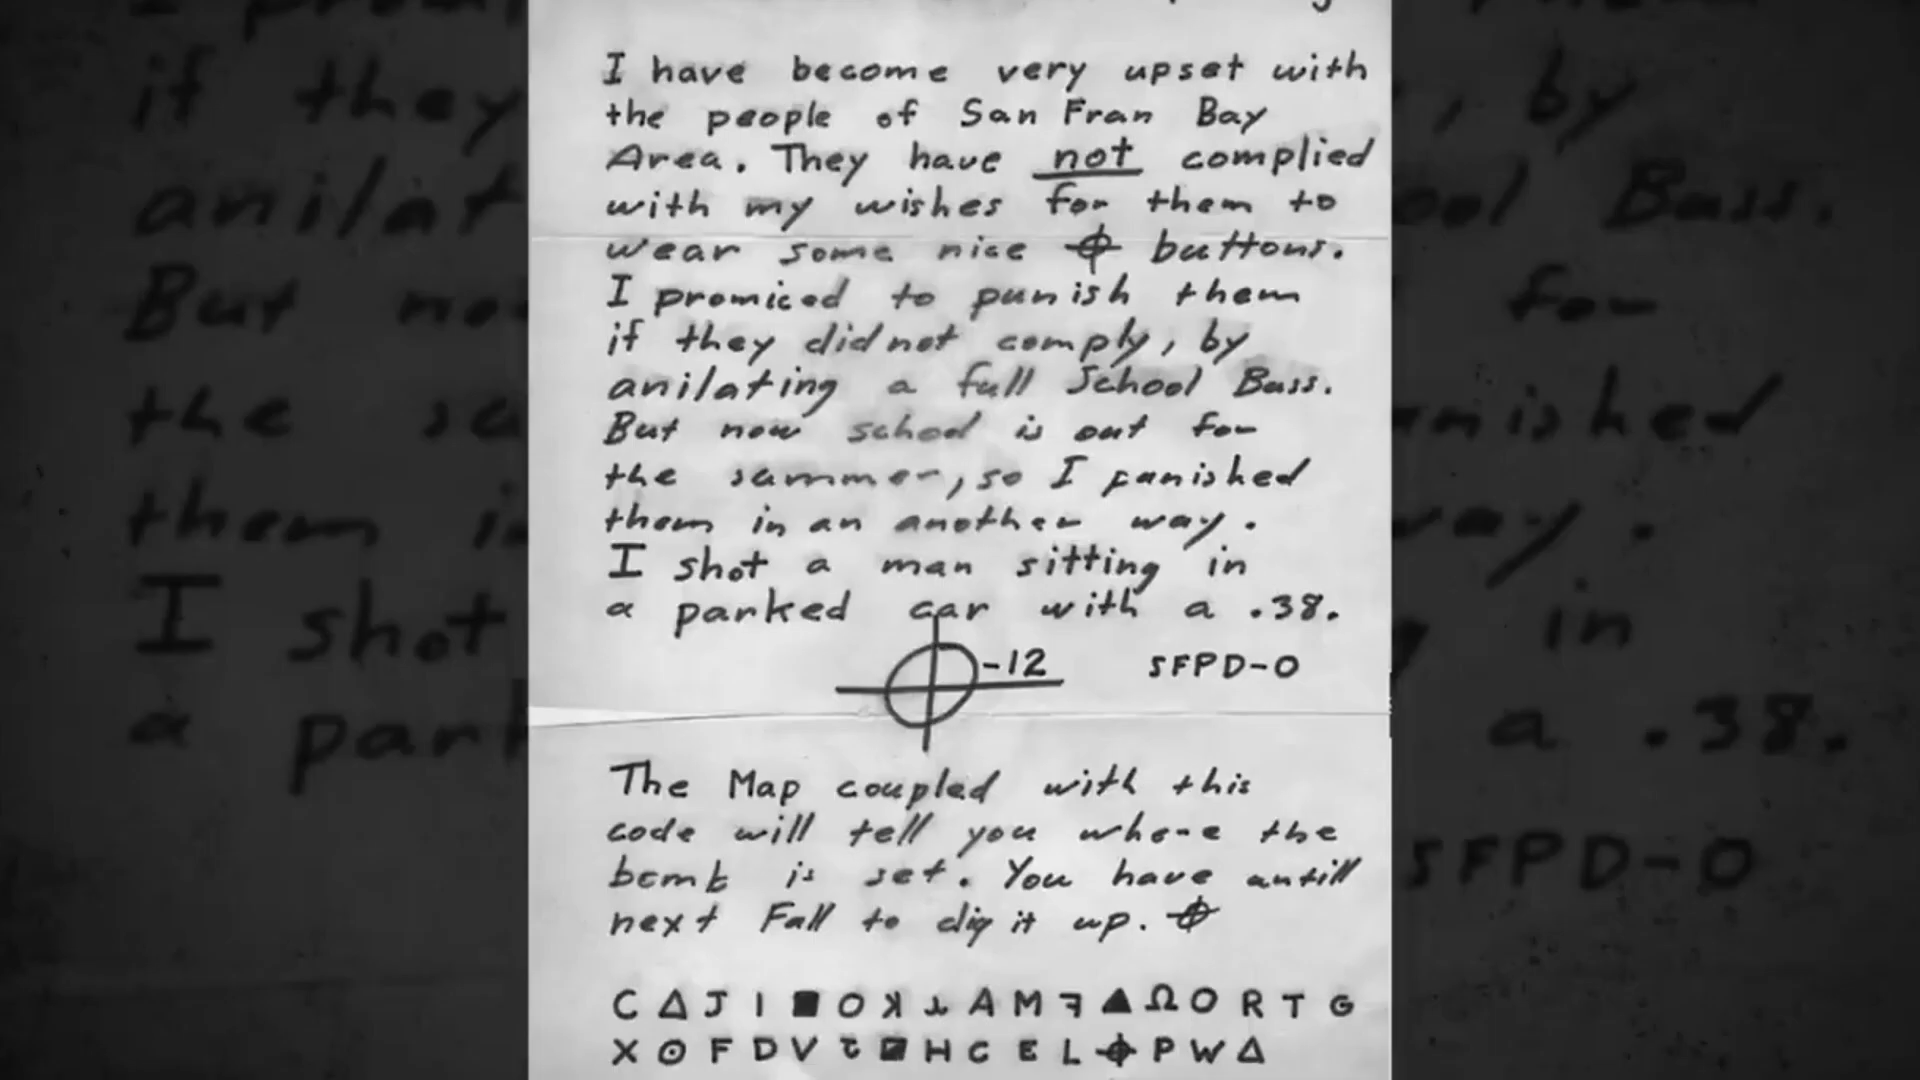 I have become very upset with
the people of San Fran Bay
Area. They have not complied
with my wishes for them to
wear some nice ⌖ buttons.
I promiced to punish them
if they did not comply, by
anilating a full School Buss.
But now school is out for
the summer, so I punished
them in an another way.
I shot a man sitting in
a parked car with a .38.
⌖-12 SFPD-0
The Map coupled with this
code will tell you where the
bomb is set. You have untill
next Fall to dig it up. ⌖
C Δ J I ■ O ꓘ ⅄ A M ꟻ ▲ Ω O R T G
X ⊙ F D V Ɛ ◪ H C E L ⌖ P W Δ